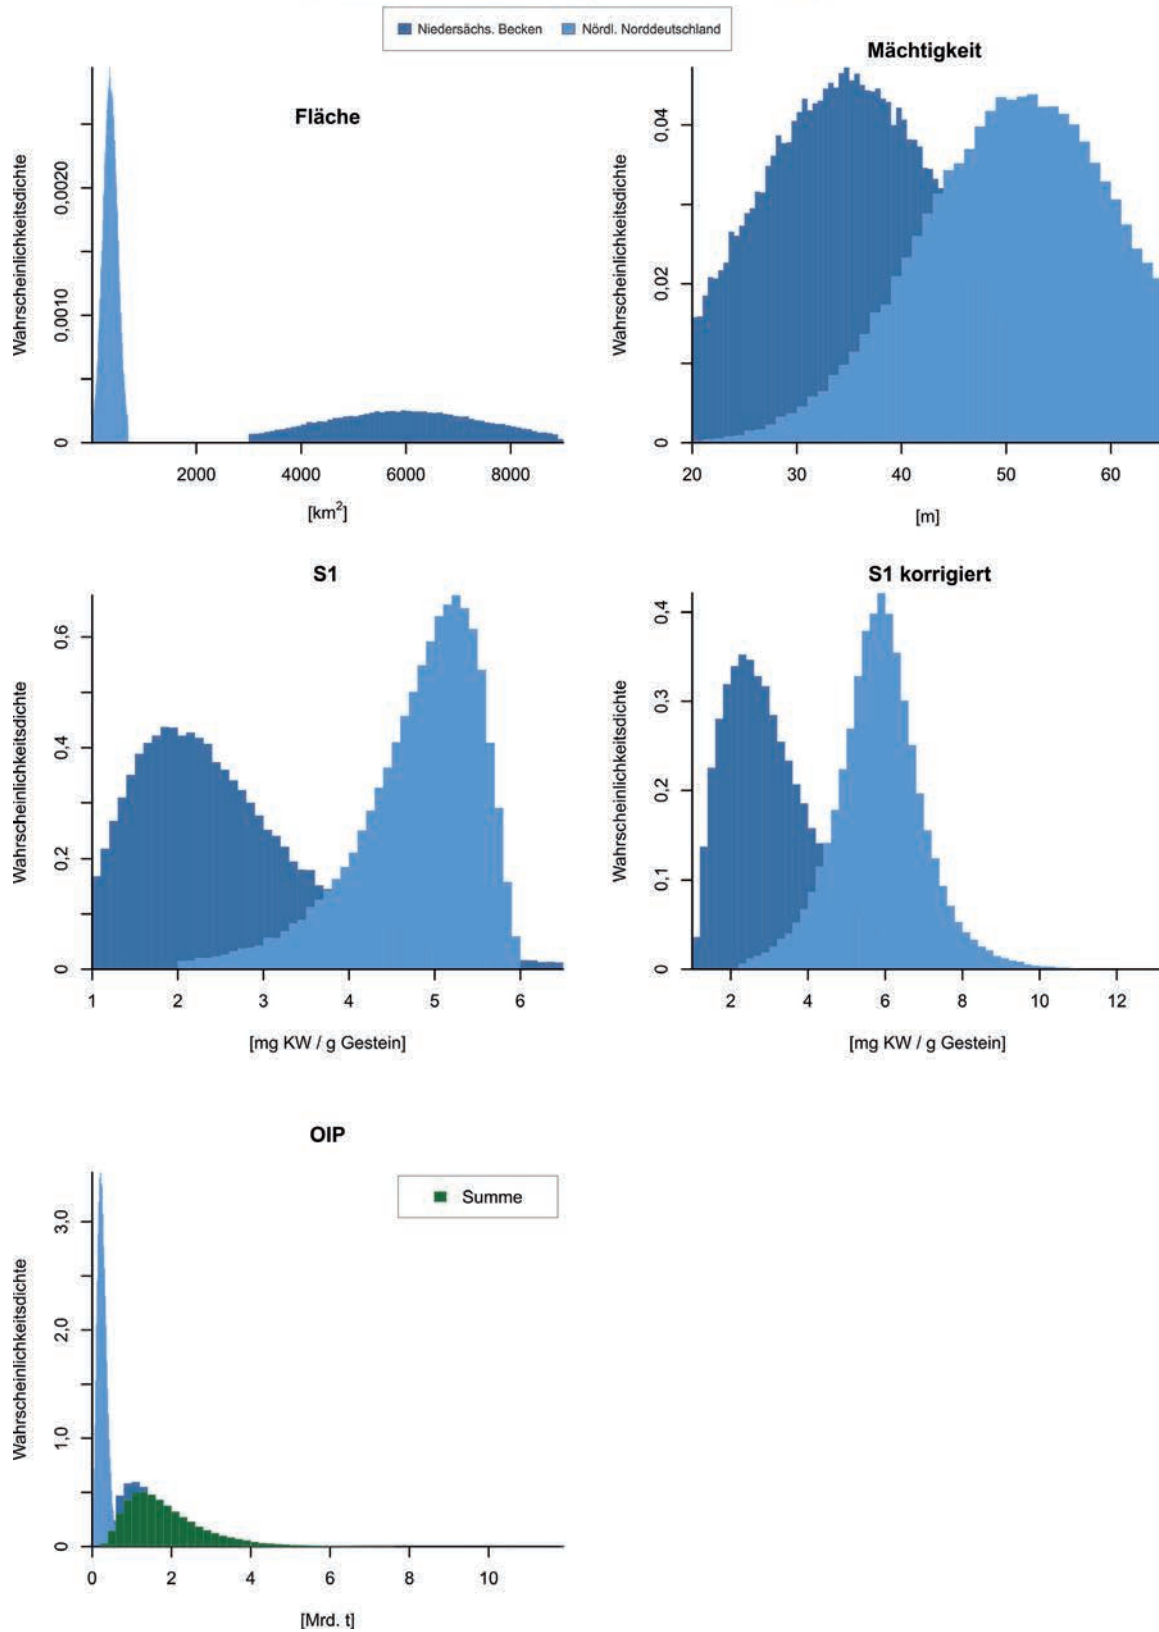 Niedersächs. Becken Nördl. Norddeutschland
Fläche
Wahrscheinlichkeitsdichte
0,0020
0,0010
0
2000 4000 6000 8000
[km²]
Mächtigkeit
Wahrscheinlichkeitsdichte
0,04
0,02
0
20 30 40 50 60
[m]
S1
Wahrscheinlichkeitsdichte
0,6
0,4
0,2
0
1 2 3 4 5 6
[mg KW / g Gestein]
S1 korrigiert
Wahrscheinlichkeitsdichte
0,4
0,3
0,2
0,1
0
2 4 6 8 10 12
[mg KW / g Gestein]
OIP
Summe
Wahrscheinlichkeitsdichte
3,0
2,0
1,0
0
0 2 4 6 8 10
[Mrd. t]